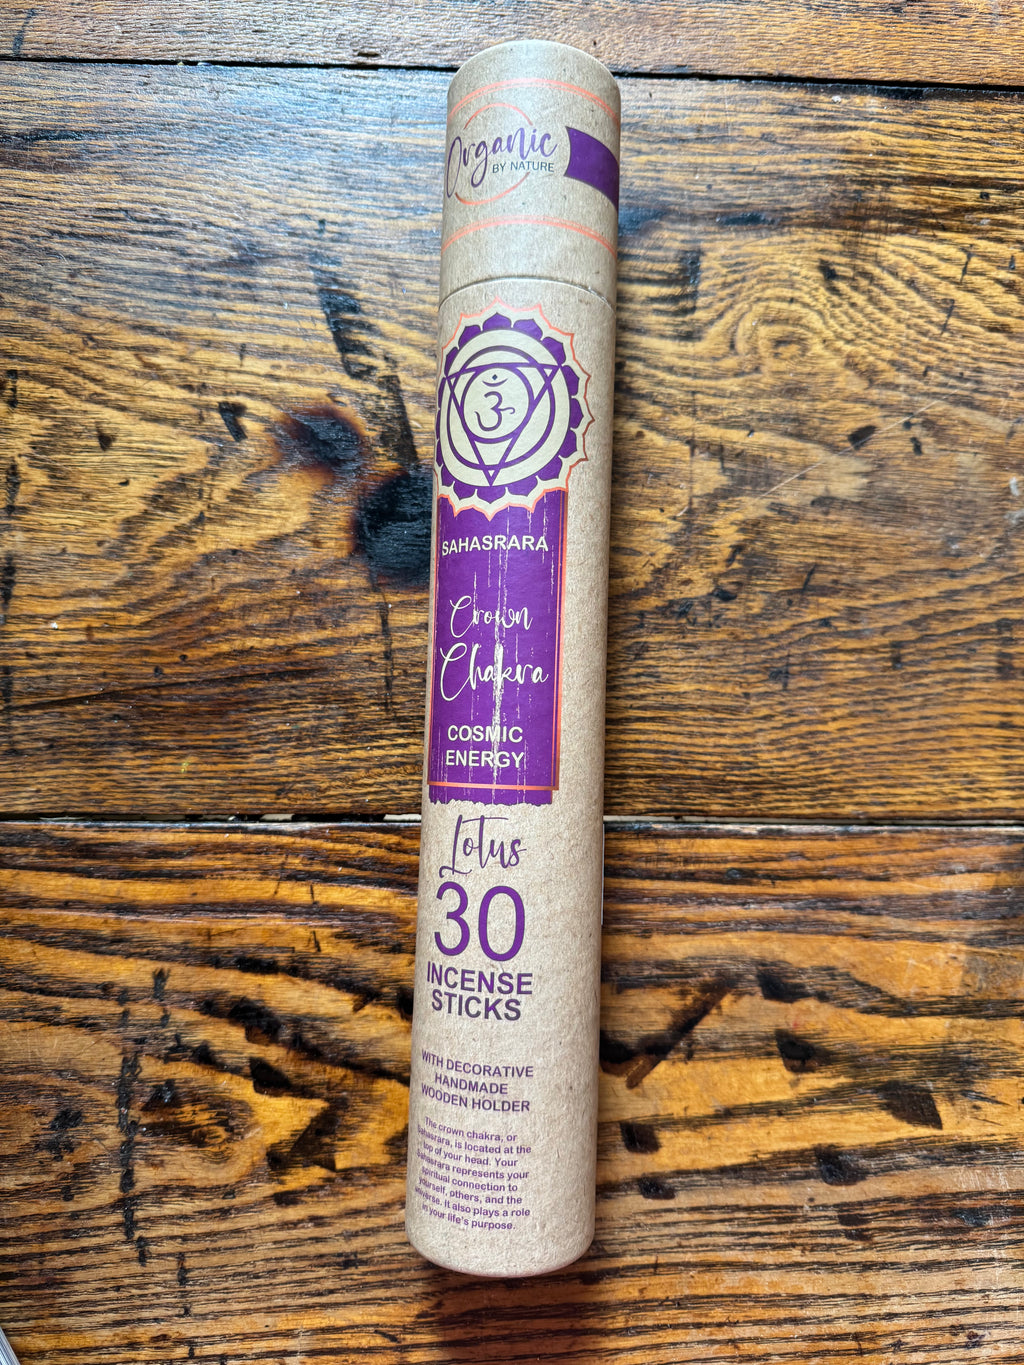 Organic
BY NATURE
ॐ
SAHASRARA
Crown
Chakra
COSMIC
ENERGY
Lotus
30
INCENSE
STICKS
WITH DECORATIVE
HANDMADE
WOODEN HOLDER
The crown chakra, or
Sahasrara, is located at the
top of your head. Your
Sahasrara represents your
spiritual connection to
yourself, others, and the
universe. It also plays a role
in your life's purpose.